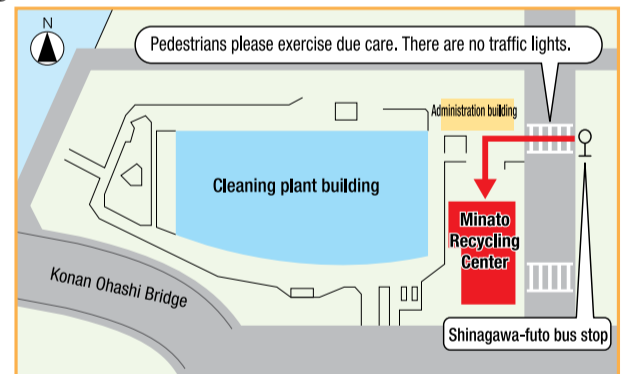 N
Pedestrians please exercise due care. There are no traffic lights.
Administration building
Cleaning plant building
Minato
Recycling
Center
Konan Ohashi Bridge
Shinagawa-futo bus stop